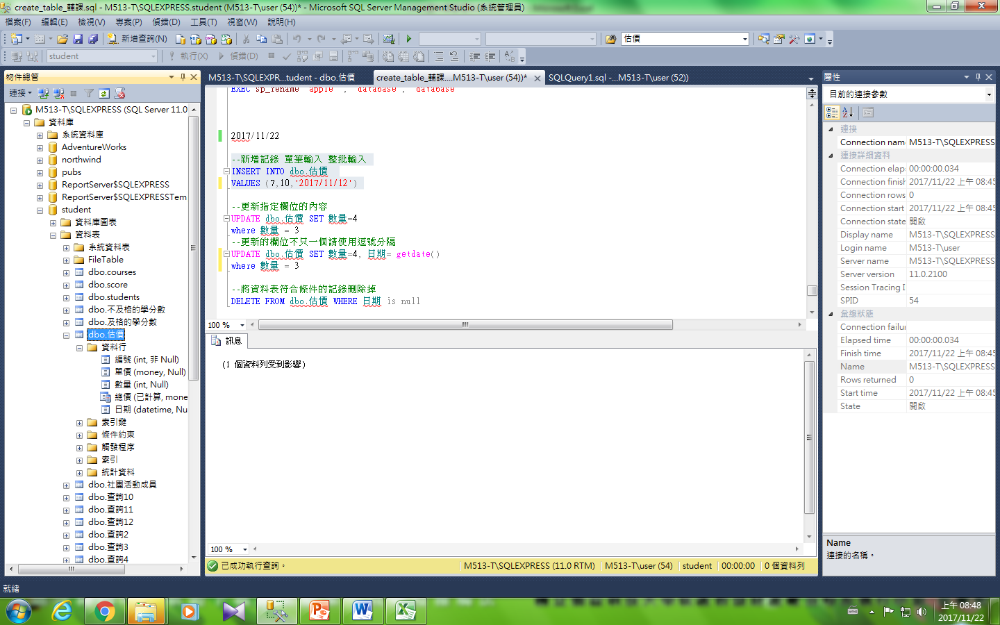 create_table_輔課.sql - M513-T\SQLEXPRESS.student (M513-T\user (54))* - Microsoft SQL Server Management Studio (系統管理員)
檔案(F) 編輯(E) 檢視(V) 專案(P) 偵錯(D) 工具(T) 視窗(W) 說明(H)
新增查詢(N) 估價
student 執行(X) 偵錯(D)
物件總管
連接
M513-T\SQLEXPRESS (SQL Server 11.0
資料庫
系統資料庫
AdventureWorks
northwind
pubs
ReportServer$SQLEXPRESS
ReportServer$SQLEXPRESSTem
student
資料庫圖表
資料表
系統資料表
FileTable
dbo.courses
dbo.score
dbo.students
dbo.不及格的學分數
dbo.及格的學分數
dbo.估價
資料行
編號 (int, 非 Null)
單價 (money, Null)
數量 (int, Null)
總價 (已計算, mone
日期 (datetime, Nu
索引鍵
條件約束
觸發程序
索引
統計資料
dbo.社團活動成員
dbo.查詢10
dbo.查詢11
dbo.查詢12
dbo.查詢2
dbo.查詢3
dbo.查詢4
M513-T\SQLEXPR...tudent - dbo.估價 create_table_輔課....M513-T\user (54))* SQLQuery1.sql -...M513-T\user (52))
EXEC sp_rename 'apple' , 'database', 'database'
2017/11/22
--新增記錄 單筆輸入 整批輸入
INSERT INTO dbo.估價
VALUES (7,10,'2017/11/12')
--更新指定欄位的內容
UPDATE dbo.估價 SET 數量=4
where 數量 = 3
--更新的欄位不只一個請使用逗號分隔
UPDATE dbo.估價 SET 數量=4, 日期= getdate()
where 數量 = 3
--將資料表符合條件的記錄刪除掉
DELETE FROM dbo.估價 WHERE 日期 is null
100 %
訊息
(1 個資料列受到影響)
100 %
已成功執行查詢。 M513-T\SQLEXPRESS (11.0 RTM) M513-T\user (54) student 00:00:00 0 個資料列
屬性
目前的連接參數
連接
Connection nam M513-T\SQLEXPRESS
連接詳細資料
Connection elap 00:00:00.034
Connection finish 2017/11/22 上午 08:45
Connection rows 0
Connection start 2017/11/22 上午 08:45
Connection state 開啟
Display name M513-T\SQLEXPRESS
Login name M513-T\user
Server name M513-T\SQLEXPRESS
Server version 11.0.2100
Session Tracing I
SPID 54
彙總狀態
Connection failur
Elapsed time 00:00:00.034
Finish time 2017/11/22 上午 08:45
Name M513-T\SQLEXPRESS
Rows returned 0
Start time 2017/11/22 上午 08:45
State 開啟
Name
連接的名稱。
就緒
上午 08:48
2017/11/22